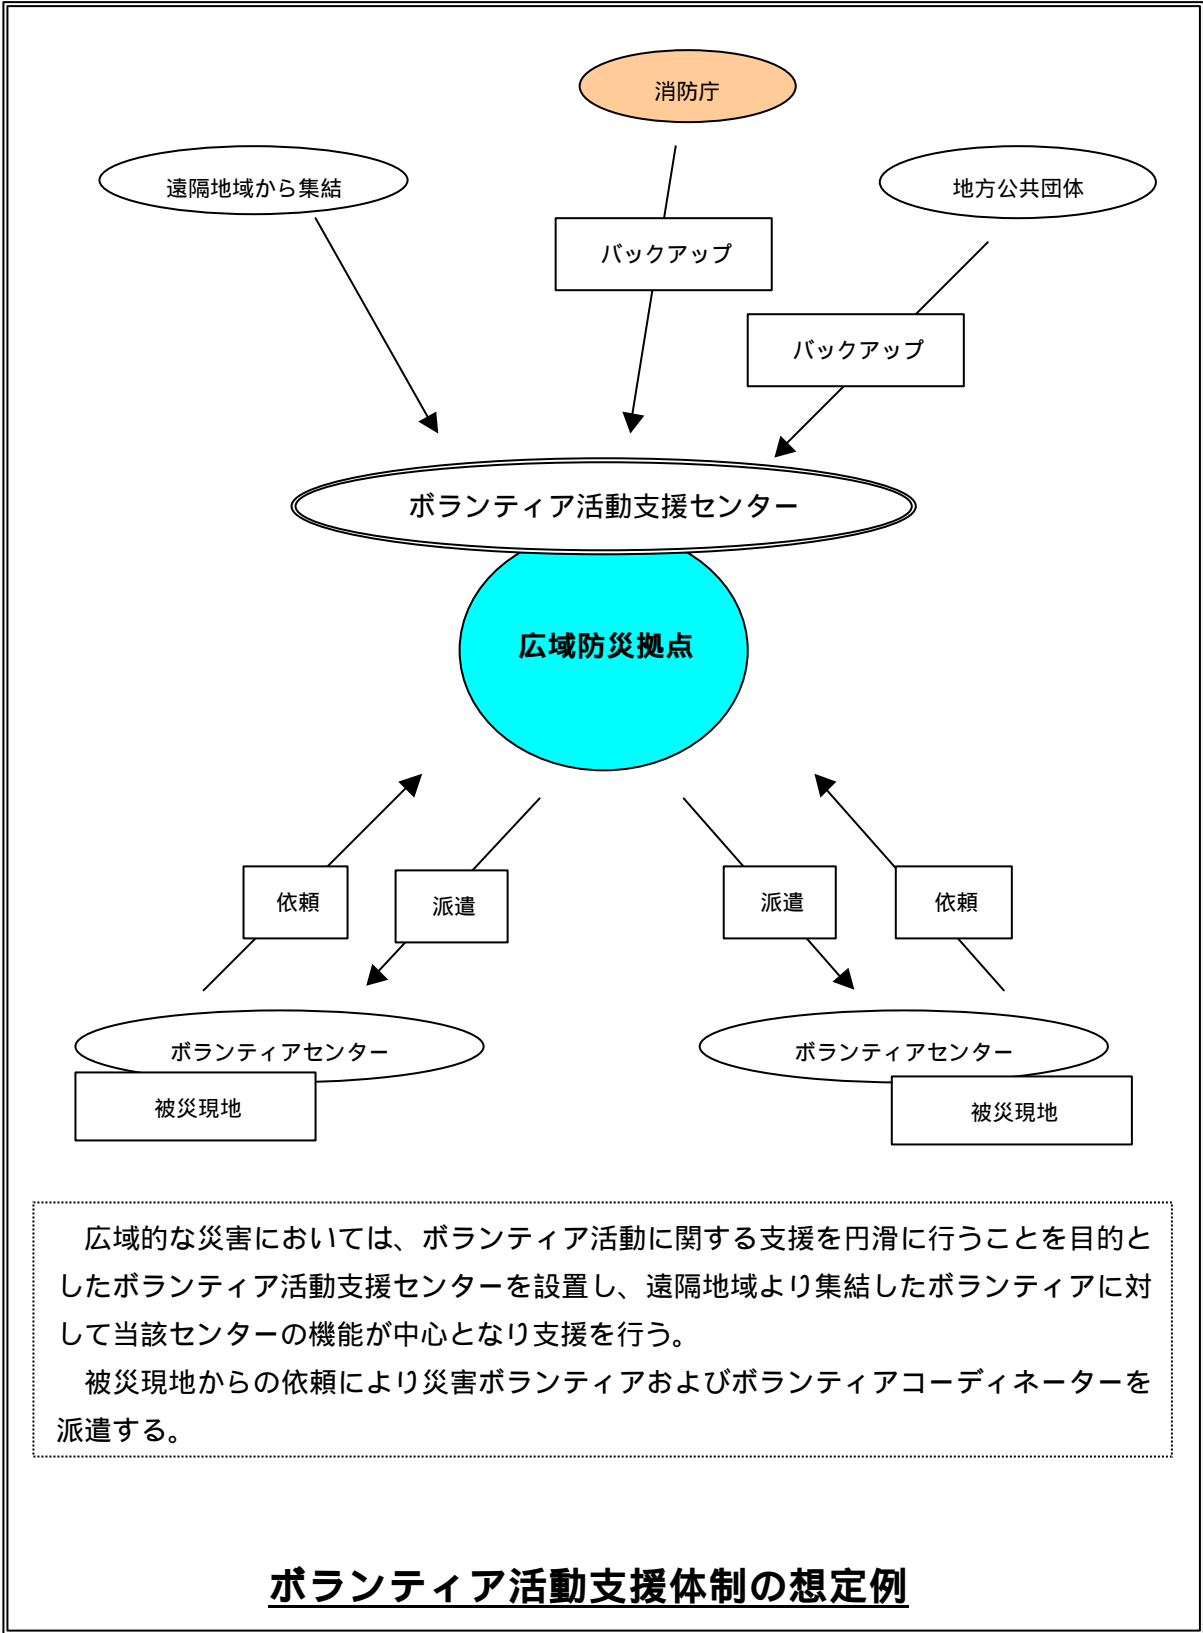 消防庁
遠隔地域から集結
地方公共団体
バックアップ
バックアップ
ボランティア活動支援センター
広域防災拠点
依頼
派遣
派遣
依頼
ボランティアセンター
ボランティアセンター
被災現地
被災現地
広域的な災害においては、ボランティア活動に関する支援を円滑に行うことを目的と
したボランティア活動支援センターを設置し、遠隔地域より集結したボランティアに対
して当該センターの機能が中心となり支援を行う。
被災現地からの依頼により災害ボランティアおよびボランティアコーディネーターを
派遣する。
ボランティア活動支援体制の想定例